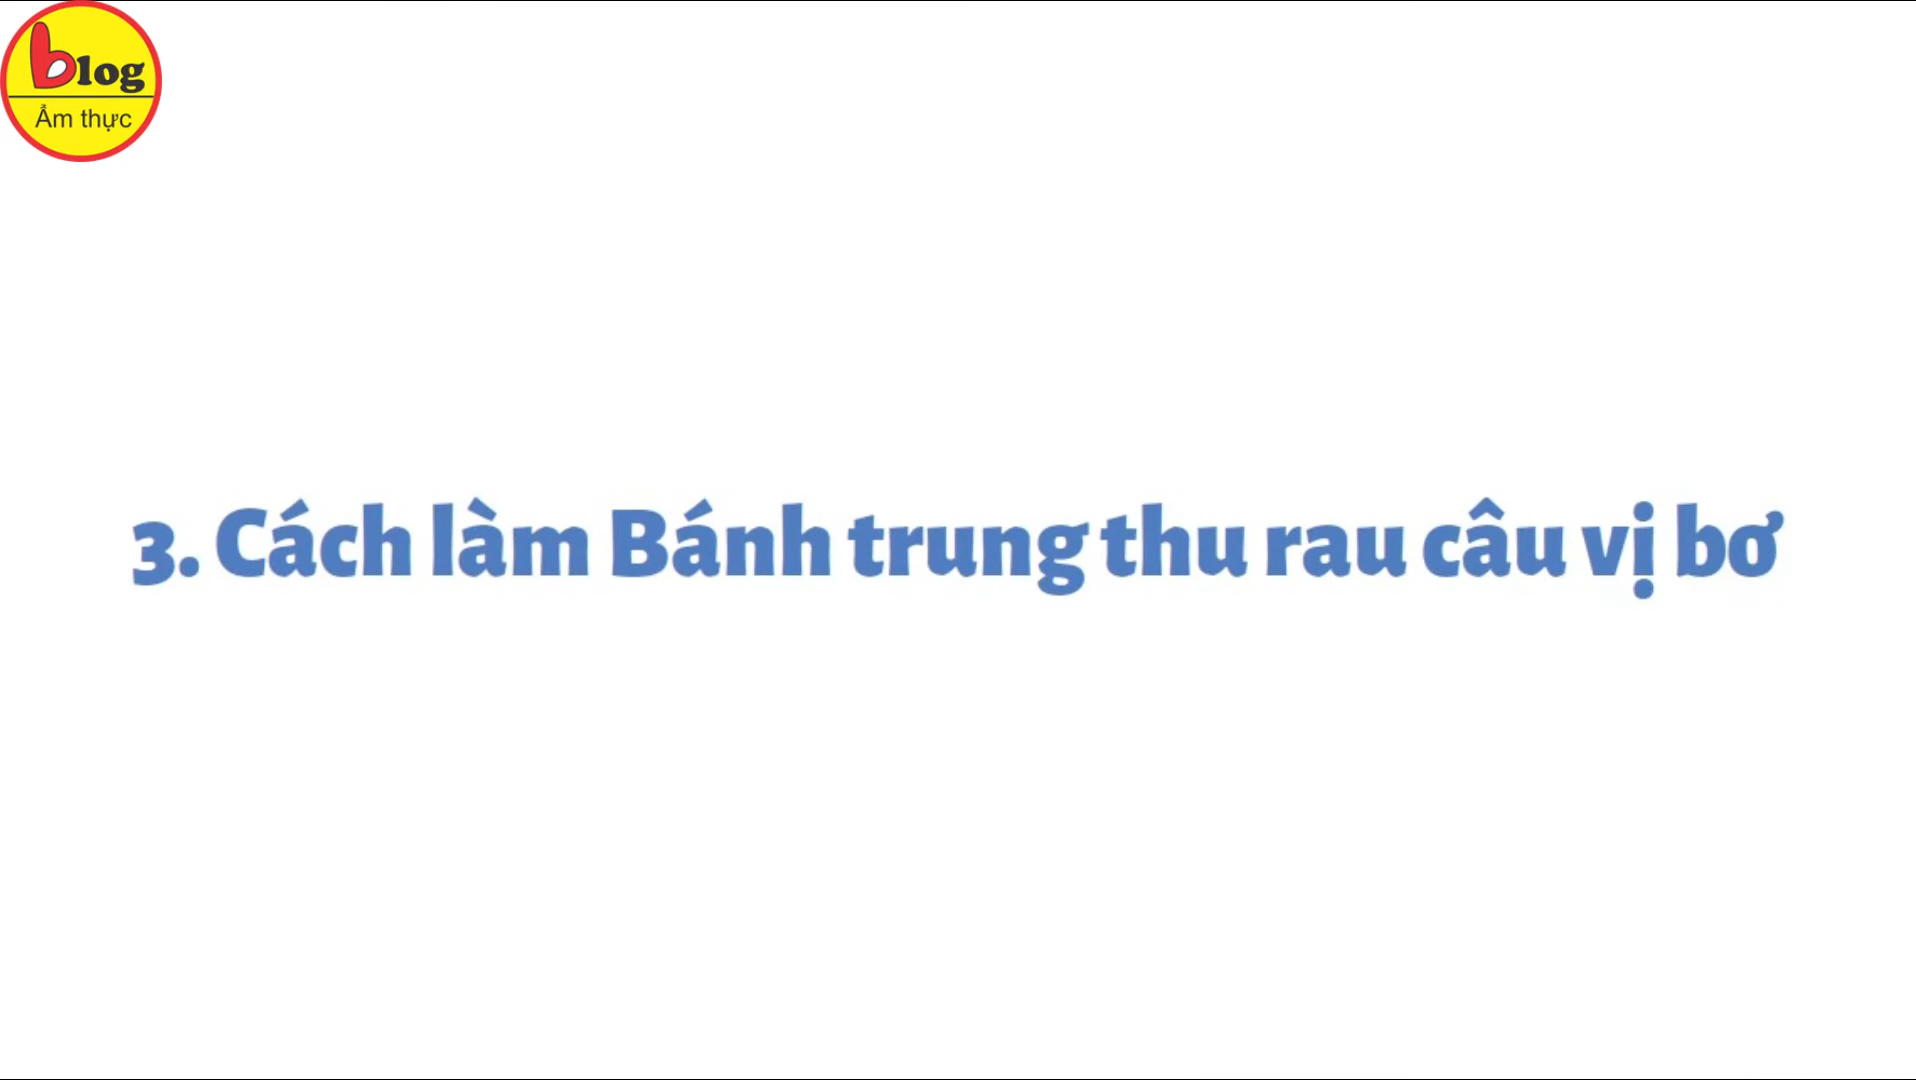 blog
Ẩm thực
3. Cách làm Bánh trung thu rau câu vị bơ